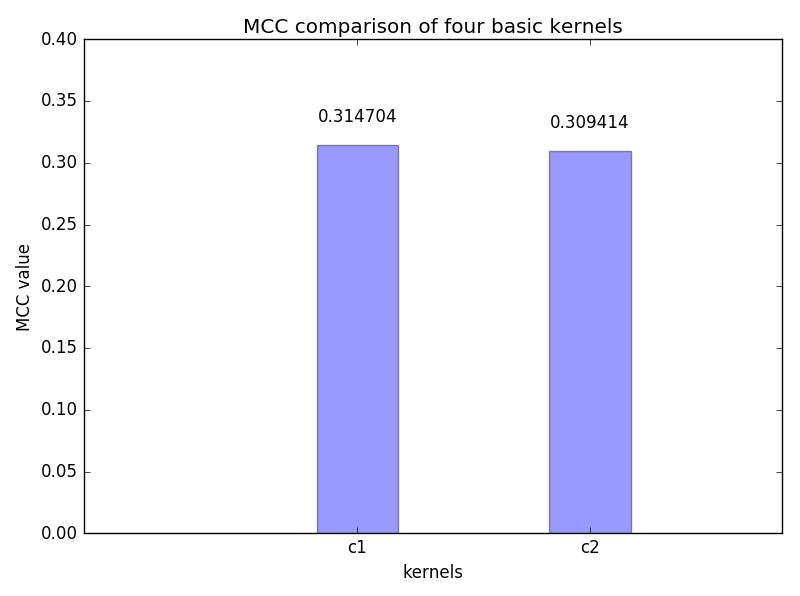 MCC comparison of four basic kernels
0.40
0.35
0.30
0.25
0.20
0.15
0.10
0.05
0.00
MCC value
0.314704
0.309414
c1
c2
kernels